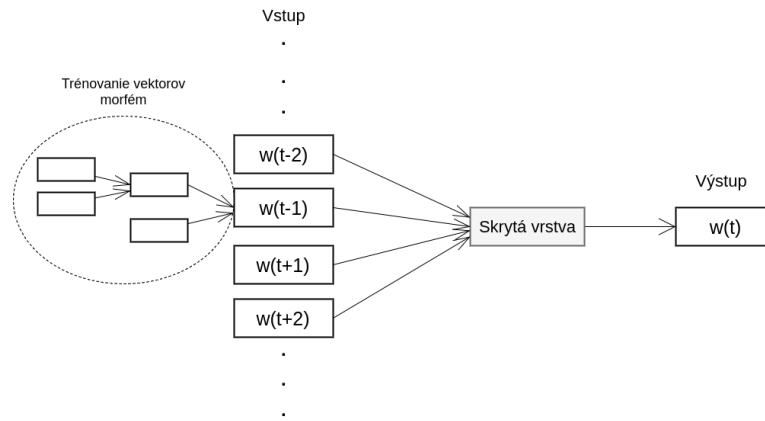 Vstup
Trénovanie vektorov
morfém
w(t-2)
w(t-1)
w(t+1)
w(t+2)
Skrytá vrstva
Výstup
w(t)